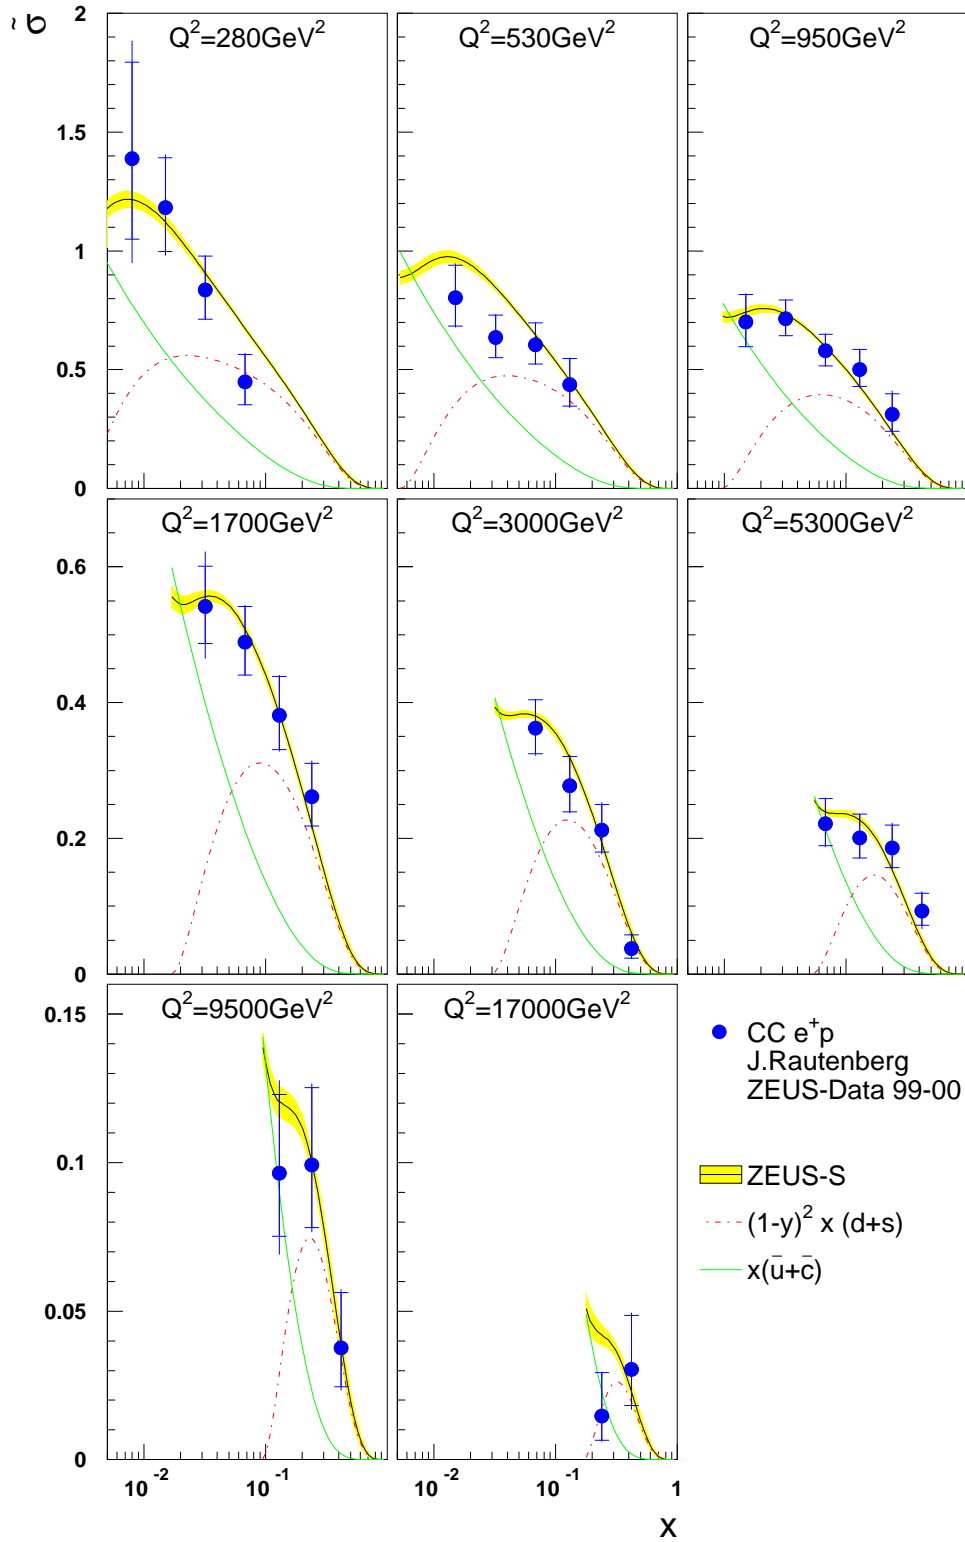 σ̃
Q²=280GeV²
Q²=530GeV²
Q²=950GeV²
2
1.5
1
0.5
0
Q²=1700GeV²
Q²=3000GeV²
Q²=5300GeV²
0.6
0.4
0.2
0
Q²=9500GeV²
Q²=17000GeV²
0.15
0.1
0.05
0
CC e⁺p
J.Rautenberg
ZEUS-Data 99-00
ZEUS-S
(1-y)² x (d+s)
x(ū+c̄)
10⁻² 10⁻¹ 10⁻² 10⁻¹ 1
x